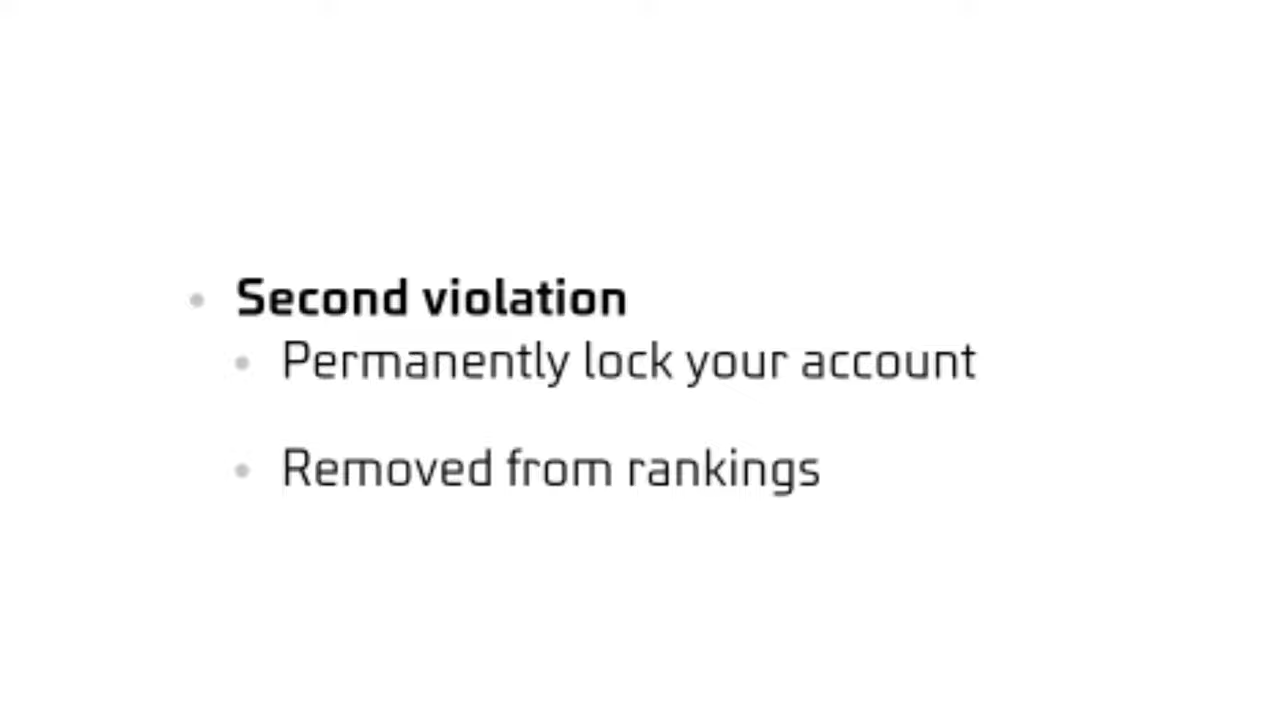 Second violation
Permanently lock your account
Removed from rankings